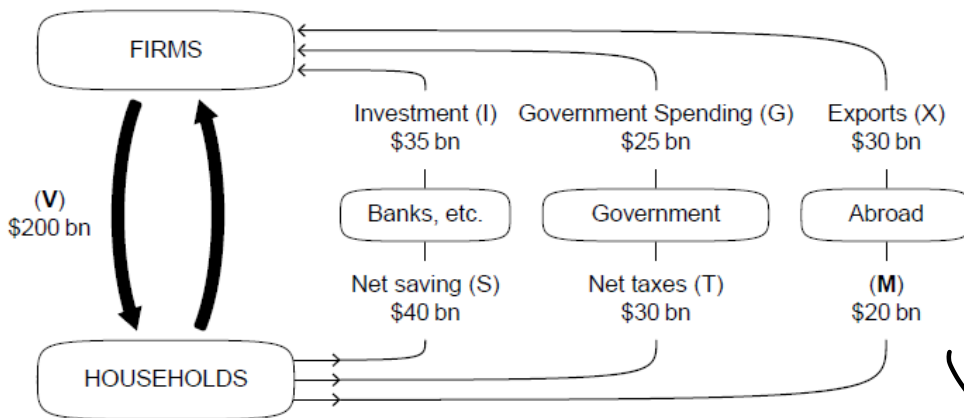 FIRMS
Investment (I)
$35 bn
Government Spending (G)
$25 bn
Exports (X)
$30 bn
(V)
$200 bn
Banks, etc.
Government
Abroad
Net saving (S)
$40 bn
Net taxes (T)
$30 bn
(M)
$20 bn
HOUSEHOLDS